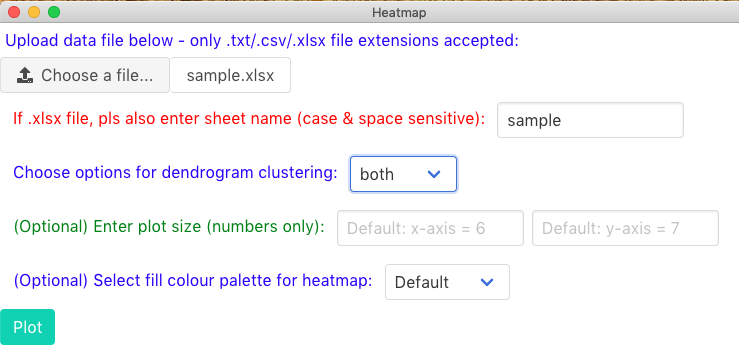 Heatmap
Upload data file below - only .txt/.csv/.xlsx file extensions accepted:
Choose a file... sample.xlsx
If .xlsx file, pls also enter sheet name (case & space sensitive): sample
Choose options for dendrogram clustering: both
(Optional) Enter plot size (numbers only): Default: x-axis = 6 Default: y-axis = 7
(Optional) Select fill colour palette for heatmap: Default
Plot